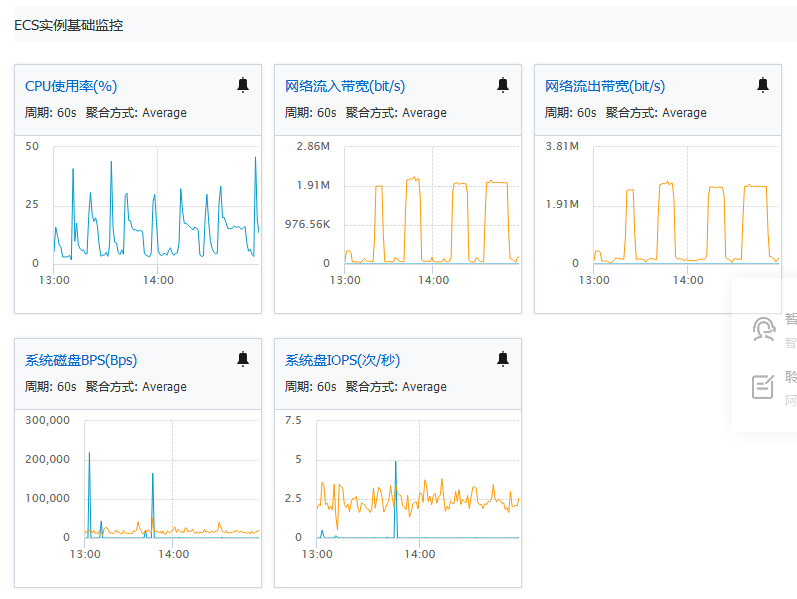 ECS实例基础监控
CPU使用率(%)
周期: 60s 聚合方式: Average
50
25
0
13:00 14:00
网络流入带宽(bit/s)
周期: 60s 聚合方式: Average
2.86M
1.91M
976.56K
0
13:00 14:00
网络流出带宽(bit/s)
周期: 60s 聚合方式: Average
3.81M
1.91M
0
13:00 14:00
智
智
聆
阿
系统磁盘BPS(Bps)
周期: 60s 聚合方式: Average
300,000
200,000
100,000
0
13:00 14:00
系统盘IOPS(次/秒)
周期: 60s 聚合方式: Average
7.5
5
2.5
0
13:00 14:00